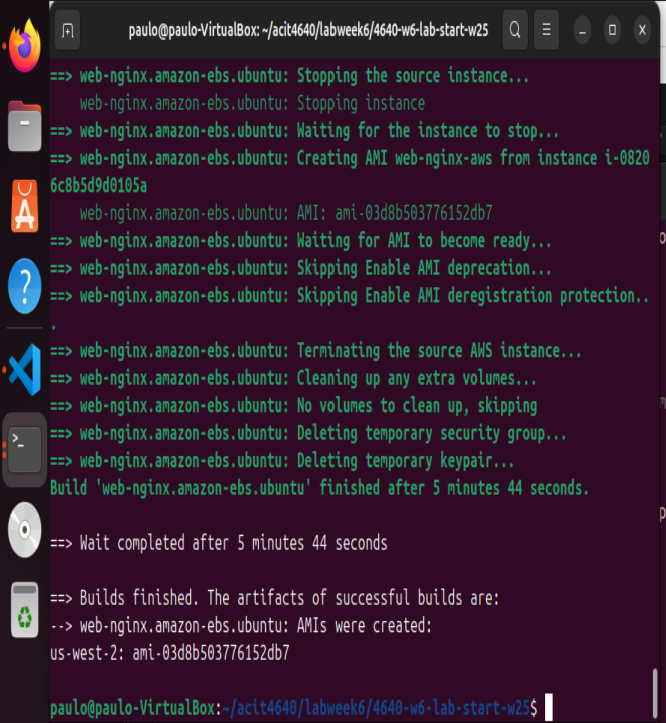 paulo@paulo-VirtualBox: ~/acit4640/labweek6/4640-w6-lab-start-w25
==> web-nginx.amazon-ebs.ubuntu: Stopping the source instance...
    web-nginx.amazon-ebs.ubuntu: Stopping instance
==> web-nginx.amazon-ebs.ubuntu: Waiting for the instance to stop...
==> web-nginx.amazon-ebs.ubuntu: Creating AMI web-nginx-aws from instance i-0820
6c8b5d9d0105a
    web-nginx.amazon-ebs.ubuntu: AMI: ami-03d8b503776152db7
==> web-nginx.amazon-ebs.ubuntu: Waiting for AMI to become ready...
==> web-nginx.amazon-ebs.ubuntu: Skipping Enable AMI deprecation...
==> web-nginx.amazon-ebs.ubuntu: Skipping Enable AMI deregistration protection..
.
==> web-nginx.amazon-ebs.ubuntu: Terminating the source AWS instance...
==> web-nginx.amazon-ebs.ubuntu: Cleaning up any extra volumes...
==> web-nginx.amazon-ebs.ubuntu: No volumes to clean up, skipping
==> web-nginx.amazon-ebs.ubuntu: Deleting temporary security group...
==> web-nginx.amazon-ebs.ubuntu: Deleting temporary keypair...
Build 'web-nginx.amazon-ebs.ubuntu' finished after 5 minutes 44 seconds.

==> Wait completed after 5 minutes 44 seconds

==> Builds finished. The artifacts of successful builds are:
--> web-nginx.amazon-ebs.ubuntu: AMIs were created:
us-west-2: ami-03d8b503776152db7

paulo@paulo-VirtualBox:~/acit4640/labweek6/4640-w6-lab-start-w25$